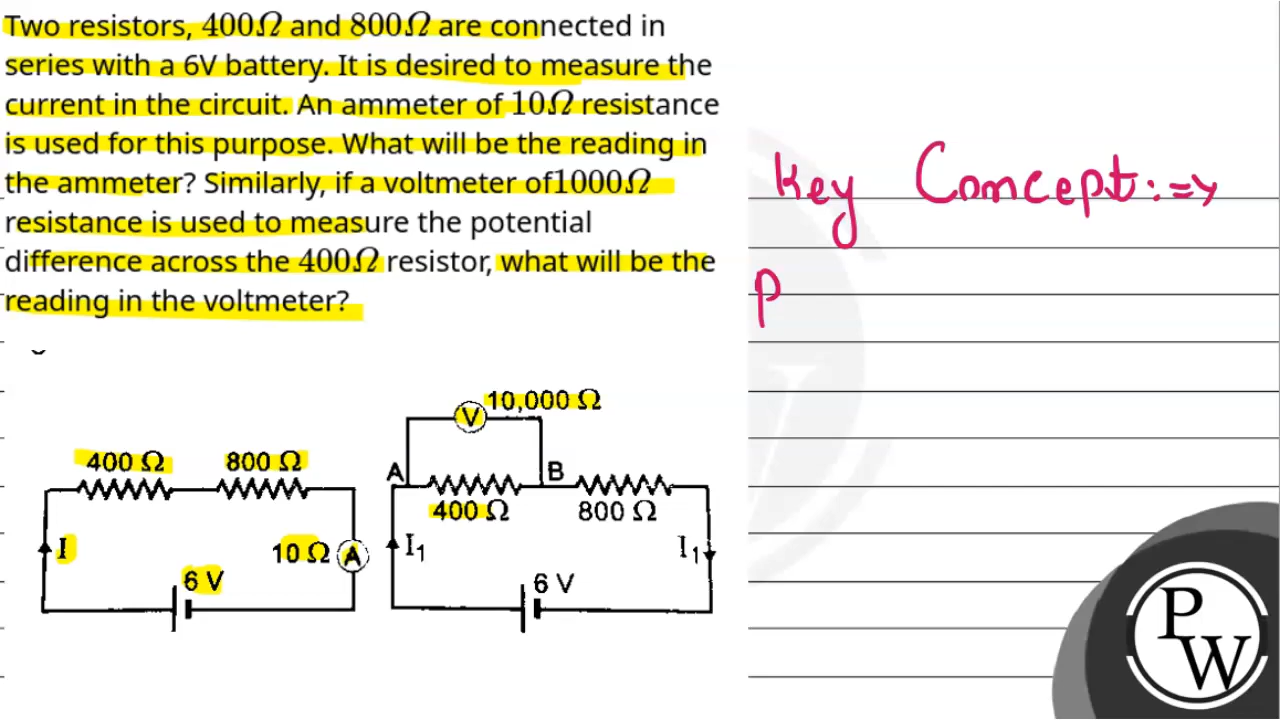 Two resistors, 400Ω and 800Ω are connected in
series with a 6V battery. It is desired to measure the
current in the circuit. An ammeter of 10Ω resistance
is used for this purpose. What will be the reading in
the ammeter? Similarly, if a voltmeter of1000Ω
resistance is used to measure the potential
difference across the 400Ω resistor, what will be the
reading in the voltmeter?
Key Concept:⇒
P
V 10,000 Ω
400 Ω 800 Ω A B
400 Ω 800 Ω
I 10 Ω A I₁ I₁
6 V 6 V
P
W